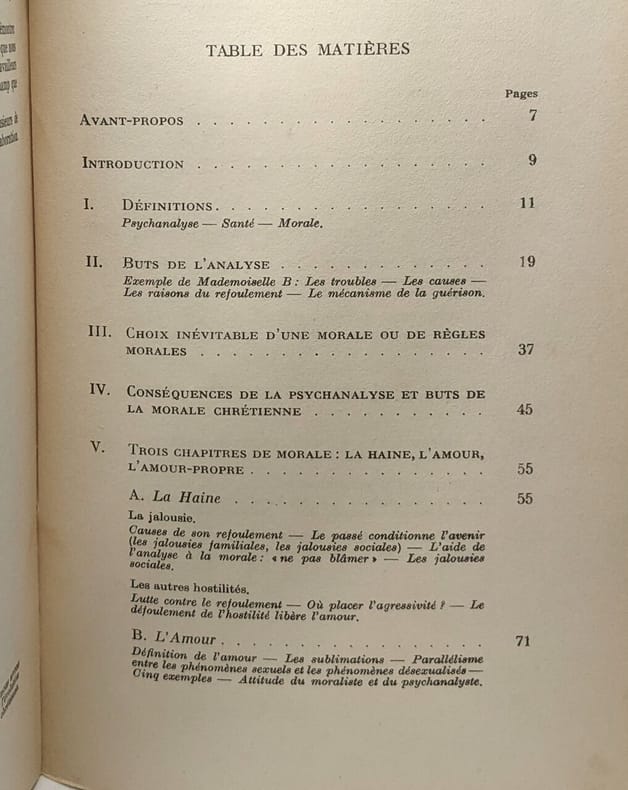 TABLE DES MATIÈRES
Pages
AVANT-PROPOS . . . . . . . . . . . . . . . . . 7
INTRODUCTION . . . . . . . . . . . . . . . . . 9
I. DÉFINITIONS . . . . . . . . . . . . . . . . 11
Psychanalyse — Santé — Morale.
II. BUTS DE L'ANALYSE . . . . . . . . . . . . . 19
Exemple de Mademoiselle B : Les troubles — Les causes —
Les raisons du refoulement — Le mécanisme de la guérison.
III. CHOIX INÉVITABLE D'UNE MORALE OU DE RÈGLES
MORALES . . . . . . . . . . . . . . . . . 37
IV. CONSÉQUENCES DE LA PSYCHANALYSE ET BUTS DE
LA MORALE CHRÉTIENNE . . . . . . . . . . . 45
V. TROIS CHAPITRES DE MORALE : LA HAINE, L'AMOUR,
L'AMOUR-PROPRE . . . . . . . . . . . . . . 55
A. La Haine . . . . . . . . . . . . . . . 55
La jalousie.
Causes de son refoulement — Le passé conditionne l'avenir
(les jalousies familiales, les jalousies sociales) — L'aide de
l'analyse à la morale : « ne pas blâmer » — Les jalousies
sociales.
Les autres hostilités.
Lutte contre le refoulement — Où placer l'agressivité ? — Le
défoulement de l'hostilité libère l'amour.
B. L'Amour . . . . . . . . . . . . . . . . 71
Définition de l'amour — Les sublimations — Parallélisme
entre les phénomènes sexuels et les phénomènes désexualisés —
Cinq exemples — Attitude du moraliste et du psychanalyste.